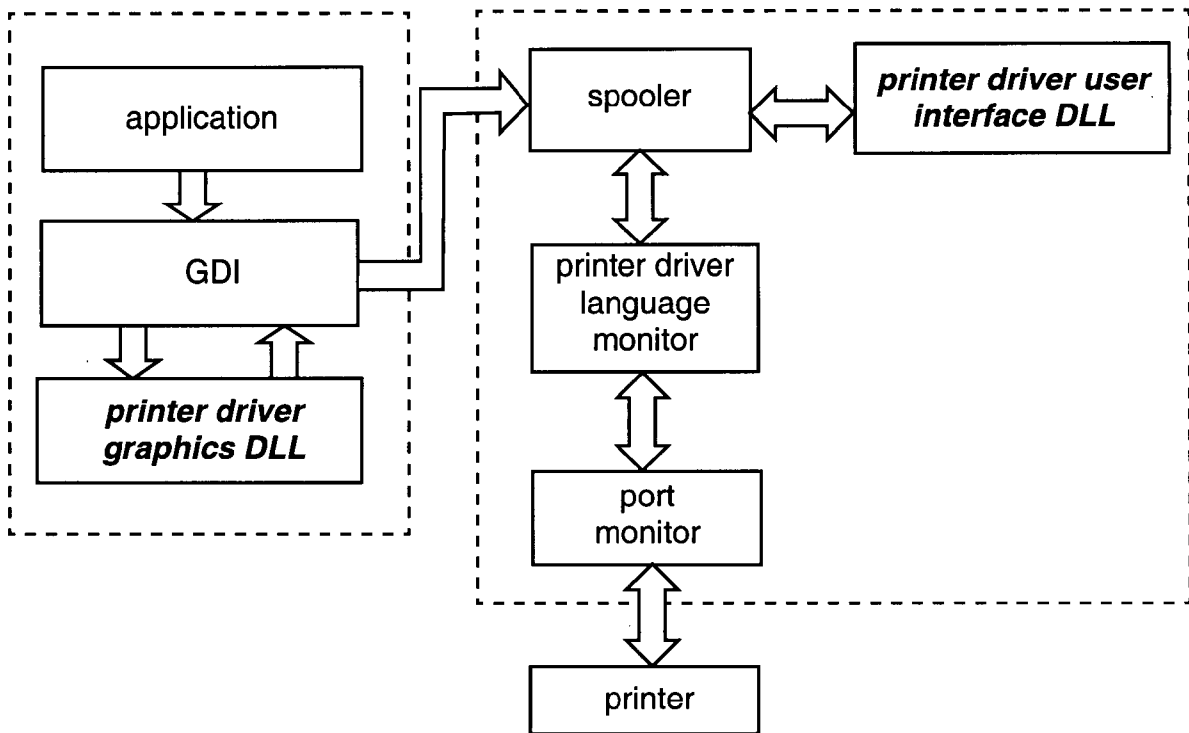 application
GDI
printer driver
graphics DLL
spooler
printer driver user
interface DLL
printer driver
language
monitor
port
monitor
printer